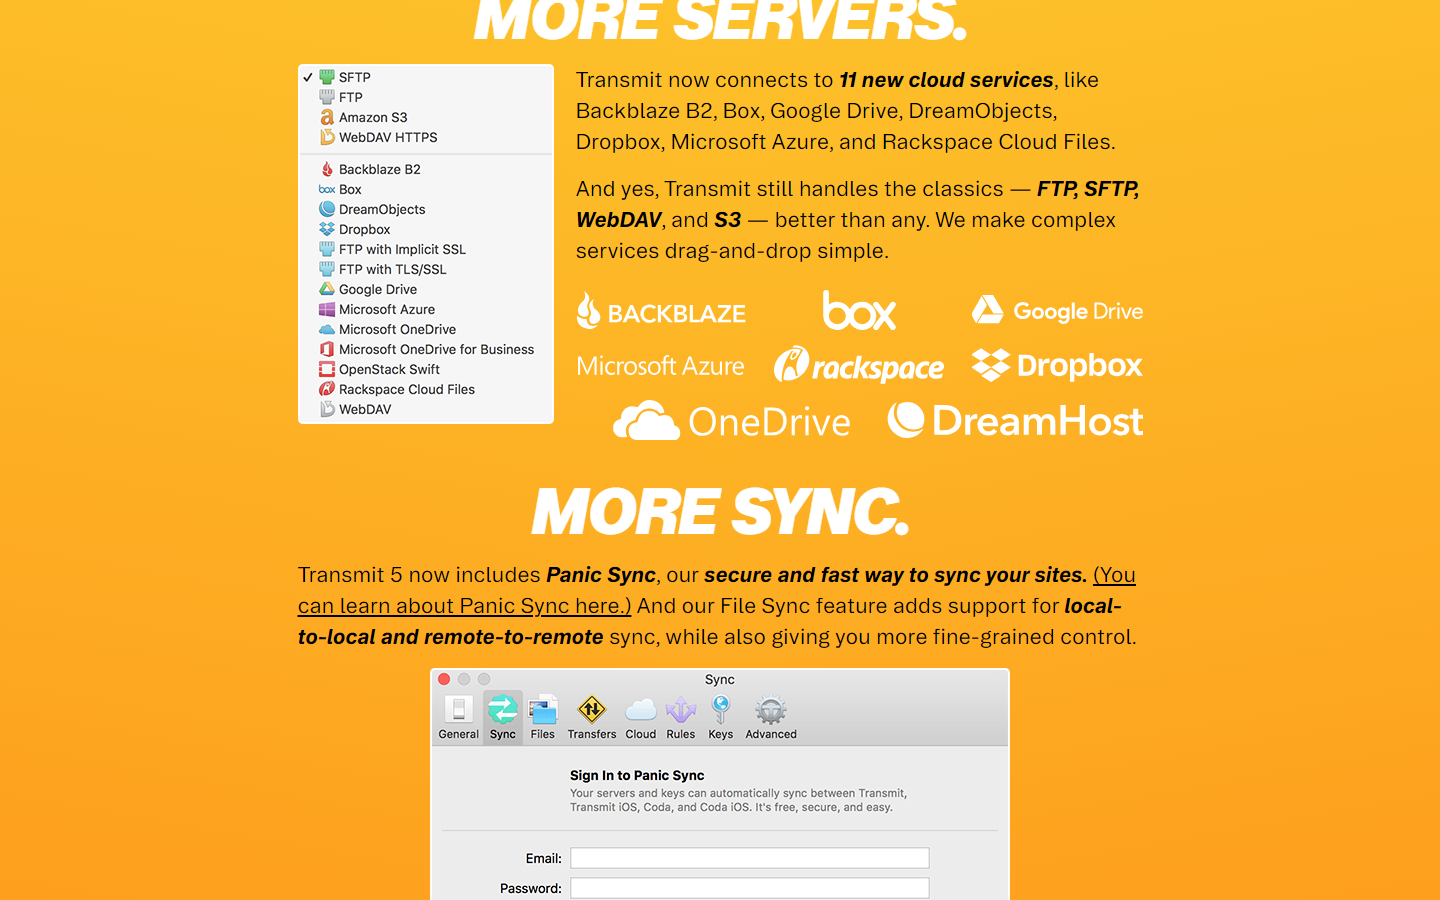 MORE SERVERS.
✓ SFTP
FTP
Amazon S3
WebDAV HTTPS
Backblaze B2
Box
DreamObjects
Dropbox
FTP with Implicit SSL
FTP with TLS/SSL
Google Drive
Microsoft Azure
Microsoft OneDrive
Microsoft OneDrive for Business
OpenStack Swift
Rackspace Cloud Files
WebDAV
Transmit now connects to 11 new cloud services, like
Backblaze B2, Box, Google Drive, DreamObjects,
Dropbox, Microsoft Azure, and Rackspace Cloud Files.
And yes, Transmit still handles the classics — FTP, SFTP,
WebDAV, and S3 — better than any. We make complex
services drag-and-drop simple.
BACKBLAZE box Google Drive
Microsoft Azure rackspace Dropbox
OneDrive DreamHost
MORE SYNC.
Transmit 5 now includes Panic Sync, our secure and fast way to sync your sites. (You
can learn about Panic Sync here.) And our File Sync feature adds support for local-
to-local and remote-to-remote sync, while also giving you more fine-grained control.
Sync
General Sync Files Transfers Cloud Rules Keys Advanced
Sign In to Panic Sync
Your servers and keys can automatically sync between Transmit,
Transmit iOS, Coda, and Coda iOS. It's free, secure, and easy.
Email:
Password: